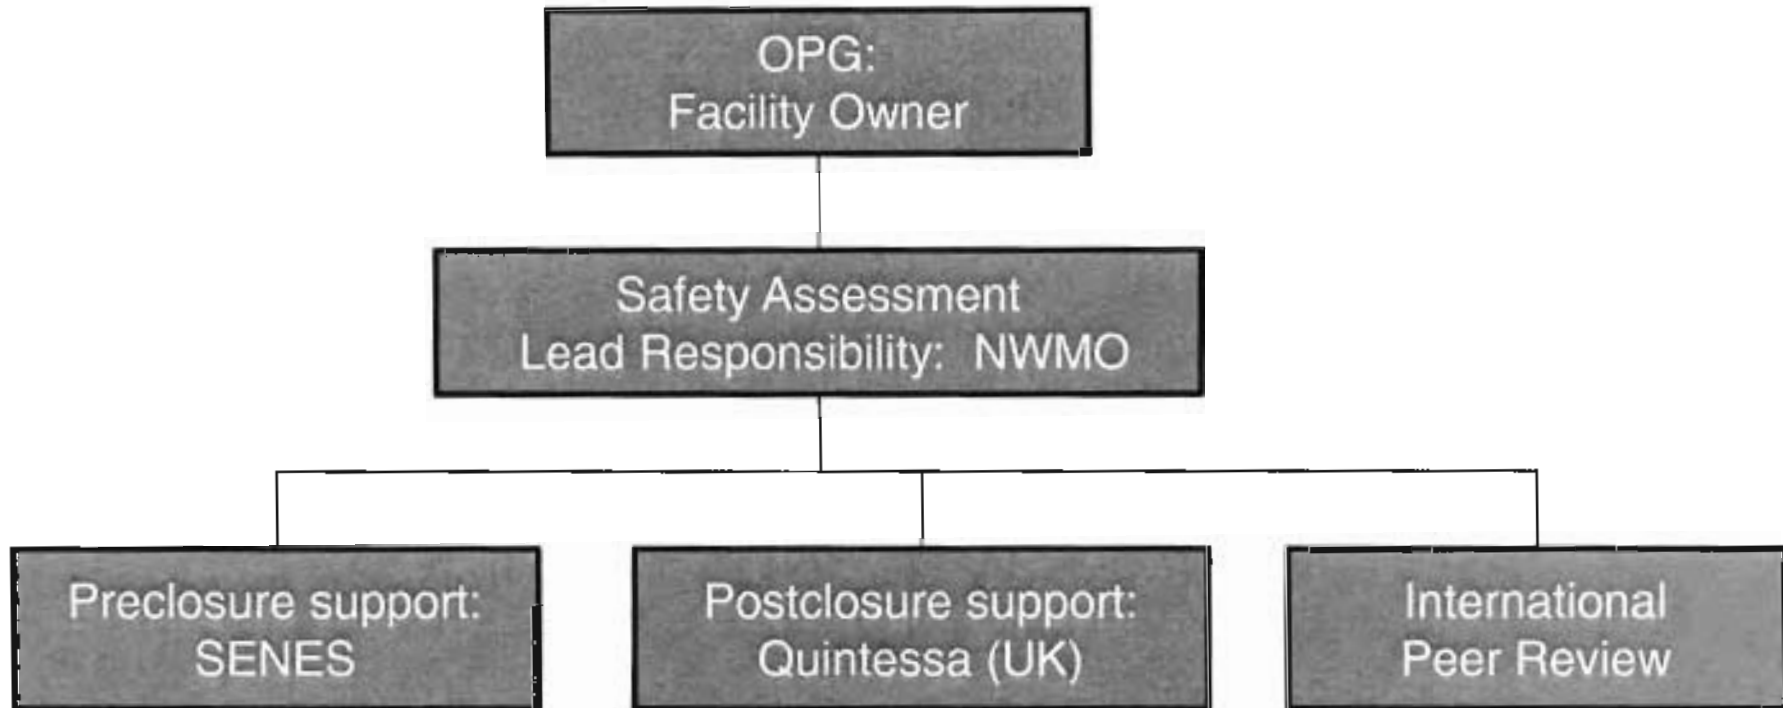 OPG:
Facility Owner
Safety Assessment
Lead Responsibility: NWMO
Preclosure support:
SENES
Postclosure support:
Quintessa (UK)
International
Peer Review